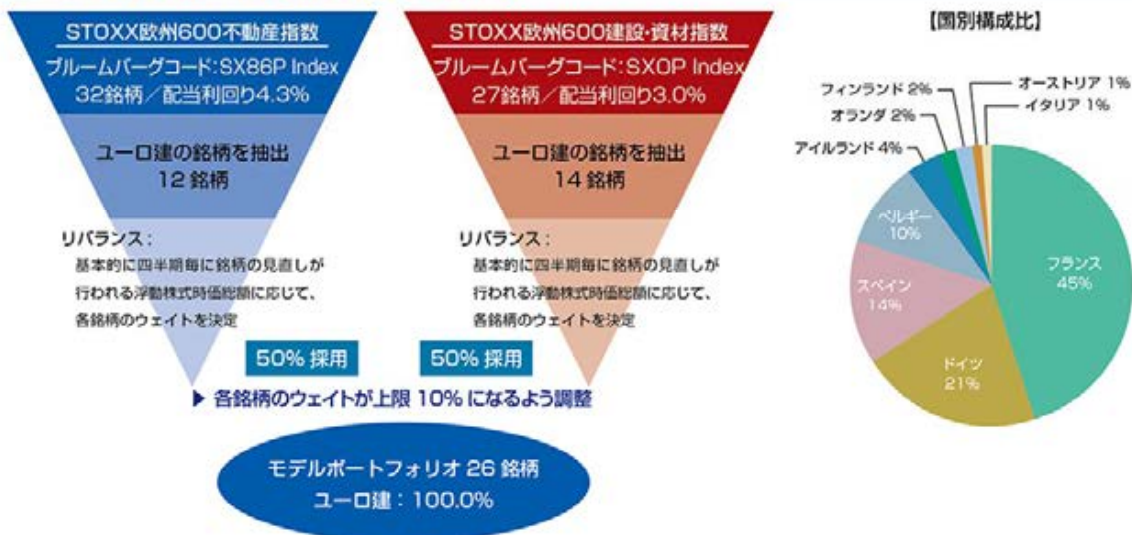 STOXX欧州600不動産指数
ブルームバーグコード:SX86P Index
32銘柄／配当利回り4.3%
ユーロ建の銘柄を抽出
12 銘柄
リバランス :
基本的に四半期毎に銘柄の見直しが
行われる浮動株式時価総額に応じて、
各銘柄のウェイトを決定
50% 採用
STOXX欧州600建設・資材指数
ブルームバーグコード:SXOP Index
27銘柄／配当利回り3.0%
ユーロ建の銘柄を抽出
14 銘柄
リバランス :
基本的に四半期毎に銘柄の見直しが
行われる浮動株式時価総額に応じて、
各銘柄のウェイトを決定
50% 採用
▶ 各銘柄のウェイトが上限 10% になるよう調整
モデルポートフォリオ 26 銘柄
ユーロ建：100.0%
【国別構成比】
オーストリア 1%
フィンランド 2%
イタリア 1%
オランダ 2%
アイルランド 4%
ベルギー
10%
フランス
45%
スペイン
14%
ドイツ
21%